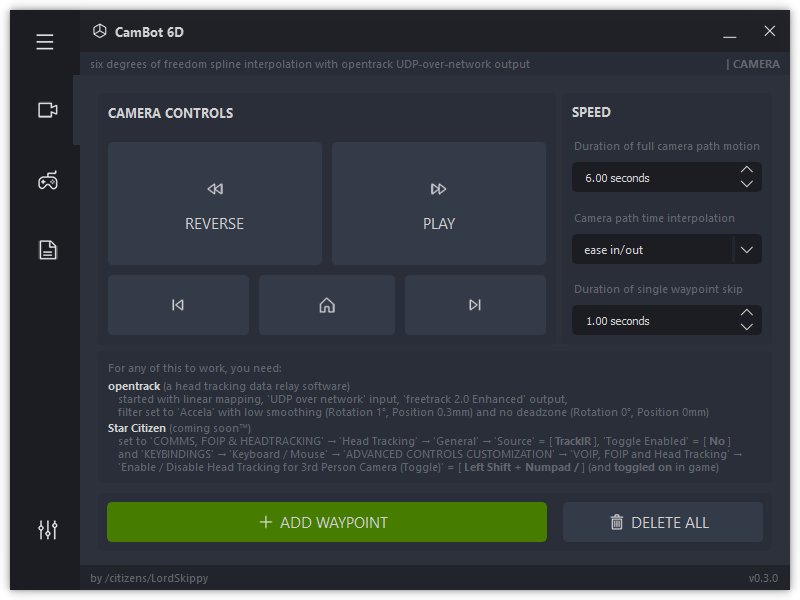 CamBot 6D
six degrees of freedom spline interpolation with opentrack UDP-over-network output
| CAMERA
CAMERA CONTROLS
REVERSE
PLAY
SPEED
Duration of full camera path motion
6.00 seconds
Camera path time interpolation
ease in/out
Duration of single waypoint skip
1.00 seconds
For any of this to work, you need:
opentrack (a head tracking data relay software)
started with linear mapping, 'UDP over network' input, 'freetrack 2.0 Enhanced' output,
filter set to 'Accela' with low smoothing (Rotation 1°, Position 0.3mm) and no deadzone (Rotation 0°, Position 0mm)
Star Citizen (coming soon™)
set to 'COMMS, FOIP & HEADTRACKING' → 'Head Tracking' → 'General' → 'Source' = [ TrackIR ], 'Toggle Enabled' = [ No ]
and 'KEYBINDINGS' → 'Keyboard / Mouse' → 'ADVANCED CONTROLS CUSTOMIZATION' → 'VOIP, FOIP and Head Tracking' →
'Enable / Disable Head Tracking for 3rd Person Camera (Toggle)' = [ Left Shift + Numpad / ] (and toggled on in game)
ADD WAYPOINT
DELETE ALL
by /citizens/LordSkippy
v0.3.0